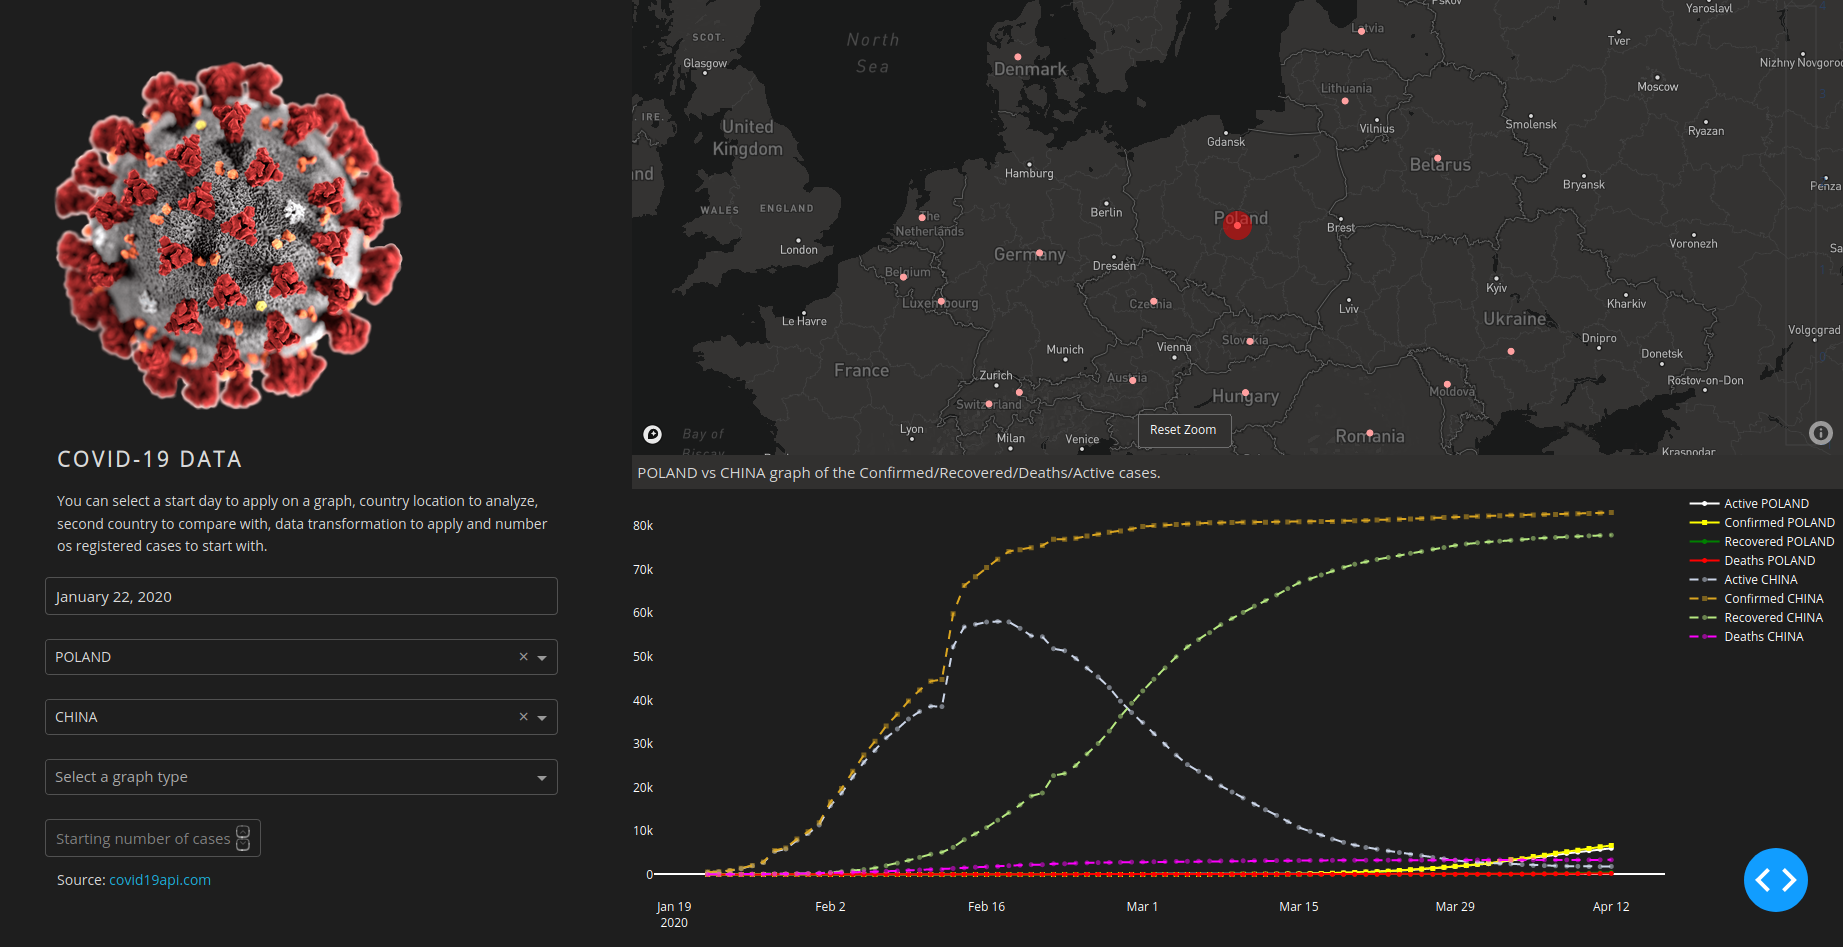 COVID-19 DATA
You can select a start day to apply on a graph, country location to analyze,
second country to compare with, data transformation to apply and number
os registered cases to start with.
January 22, 2020
POLAND
CHINA
Select a graph type
Starting number of cases
Source: covid19api.com
Pskov
Yaroslavl
SCOT.
North
Sea
Latvia
Tver
Glasgow
Denmark
Nizhny Novgorod
Lithuania
Moscow
. IRE.
United
Kingdom
Vilnius
Smolensk
Ryazan
Gdansk
nd
Hamburg
Belarus
Bryansk
Penza
WALES
ENGLAND
Berlin
Poland
The
Netherlands
Brest
London
Voronezh
Sa
Germany
Dresden
Belgium
Kyiv
Luxembourg
Czechia
Lviv
Kharkiv
Le Havre
Ukraine
Volgograd
Slovakia
Dnipro
Munich
Vienna
Donetsk
France
Zurich
Austria
Rostov-on-Don
Switzerland
Hungary
Moldova
Lyon
Reset Zoom
Bay of
Biscay
Milan
Venice
Romania
Krasnodar
POLAND vs CHINA graph of the Confirmed/Recovered/Deaths/Active cases.
80k
70k
60k
50k
40k
30k
20k
10k
0
Jan 19
2020
Feb 2
Feb 16
Mar 1
Mar 15
Mar 29
Apr 12
Active POLAND
Confirmed POLAND
Recovered POLAND
Deaths POLAND
Active CHINA
Confirmed CHINA
Recovered CHINA
Deaths CHINA